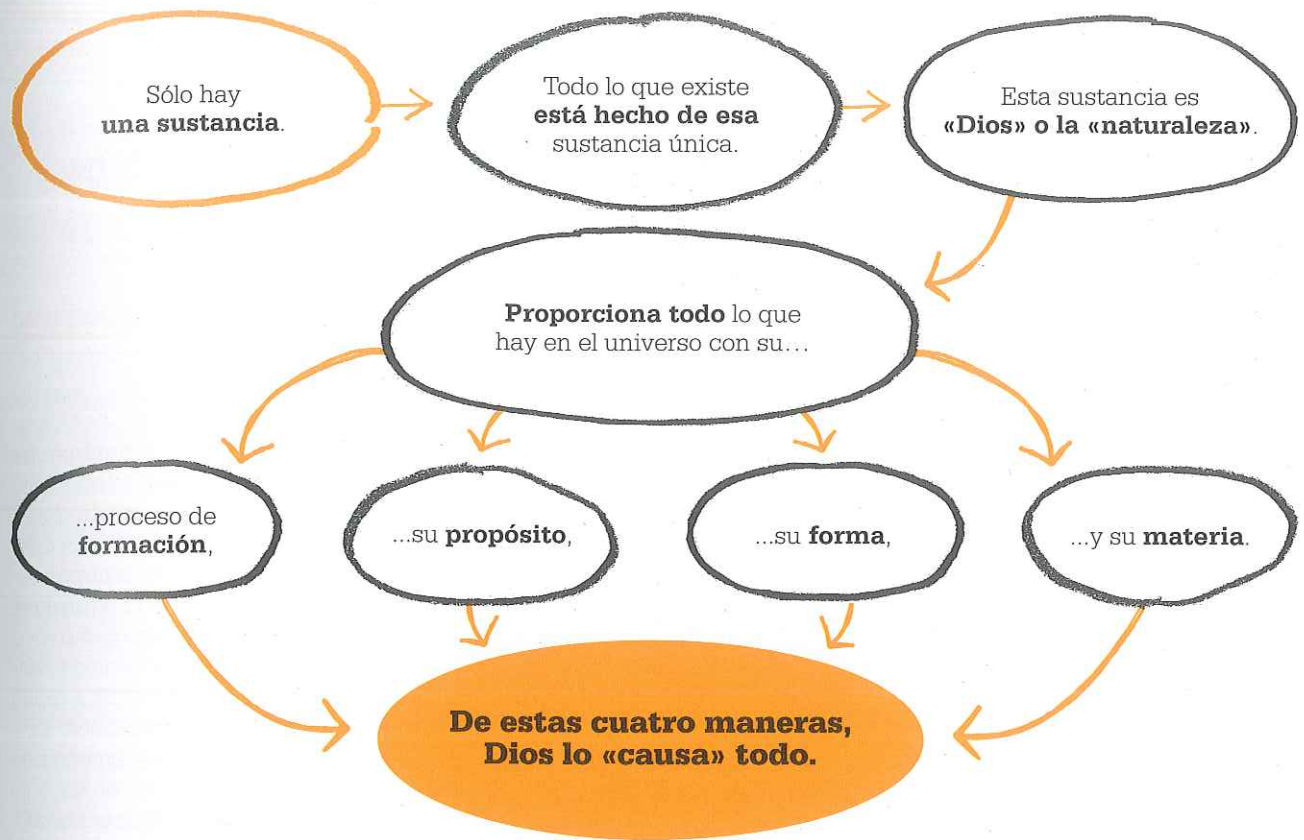 Sólo hay
una sustancia.
Todo lo que existe
está hecho de esa
sustancia única.
Esta sustancia es
«Dios» o la «naturaleza».
Proporciona todo lo que
hay en el universo con su…
...proceso de
formación,
...su propósito,
...su forma,
...y su materia.
De estas cuatro maneras,
Dios lo «causa» todo.